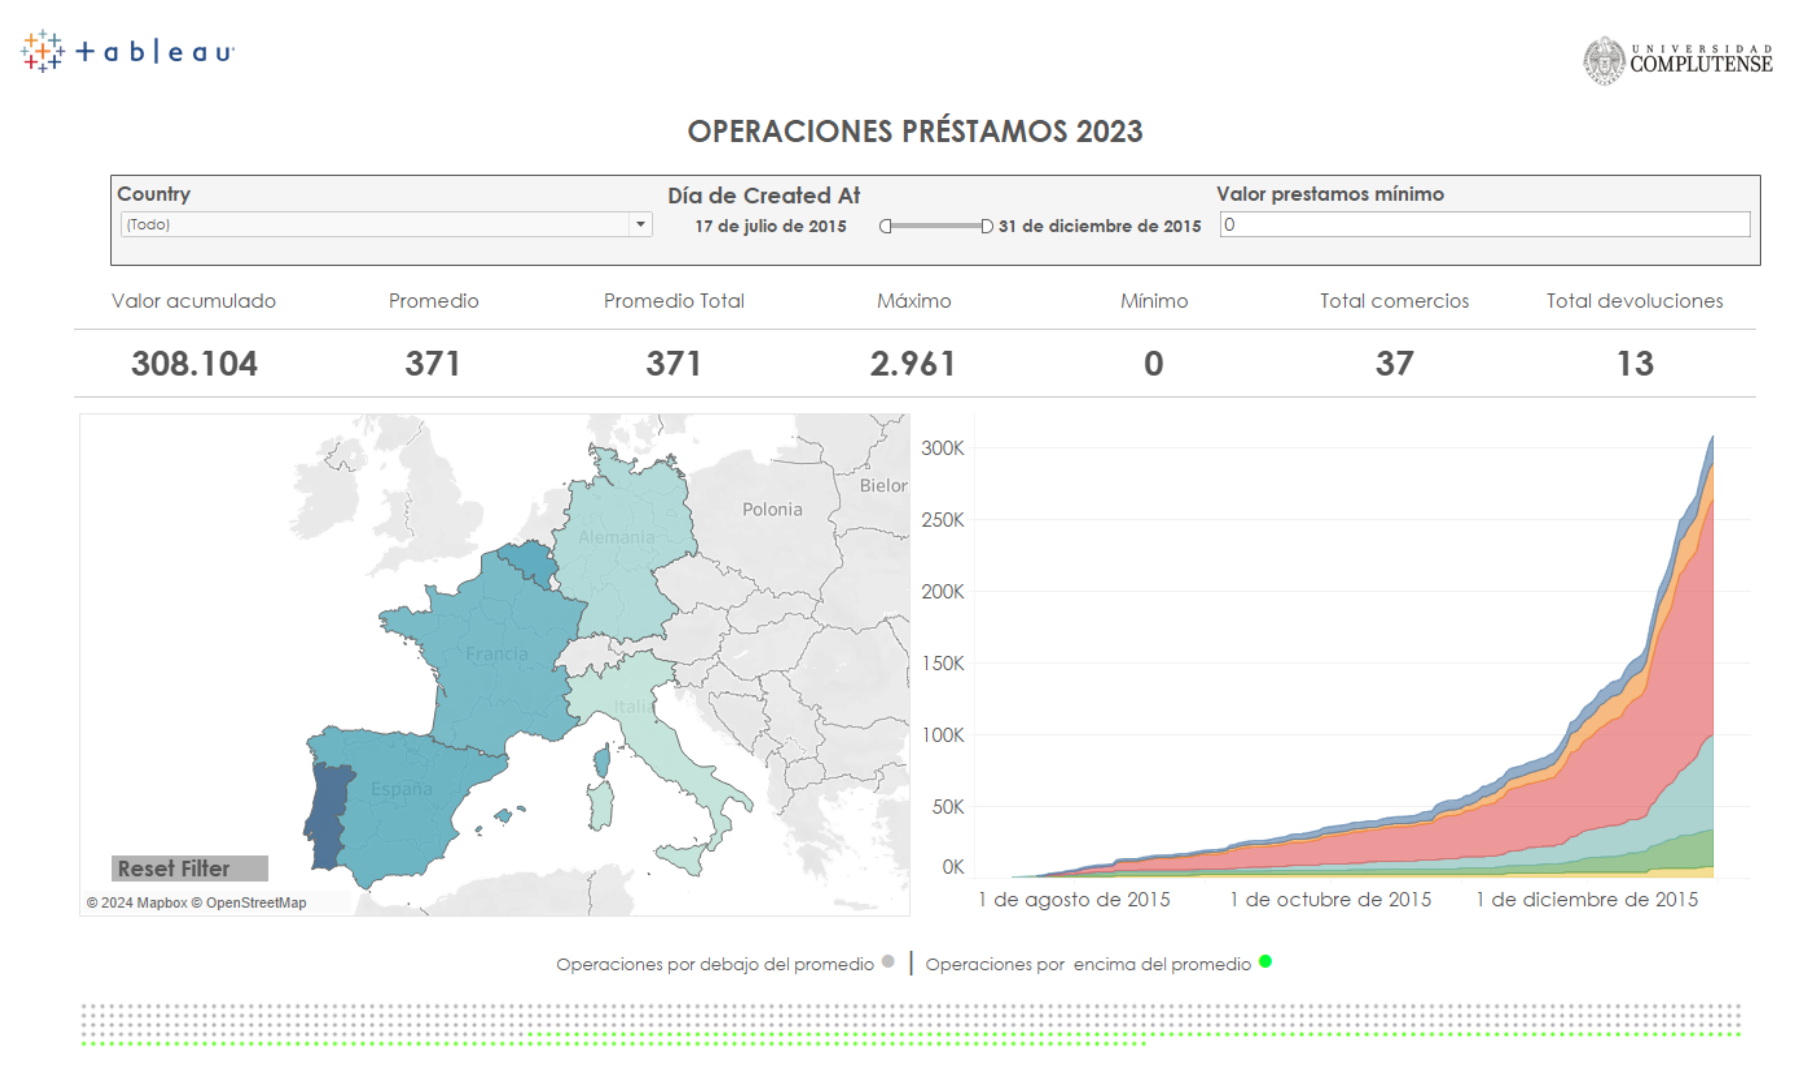 +ableau
UNIVERSIDAD
COMPLUTENSE
OPERACIONES PRÉSTAMOS 2023
Country
(Todo)
Día de Created At
17 de julio de 2015
31 de diciembre de 2015
Valor prestamos mínimo
0
Valor acumulado
Promedio
Promedio Total
Máximo
Mínimo
Total comercios
Total devoluciones
308.104
371
371
2.961
0
37
13
Bielor
Polonia
Alemania
Francia
Italia
España
Reset Filter
© 2024 Mapbox © OpenStreetMap
300K
250K
200K
150K
100K
50K
0K
1 de agosto de 2015
1 de octubre de 2015
1 de diciembre de 2015
Operaciones por debajo del promedio
| Operaciones por encima del promedio